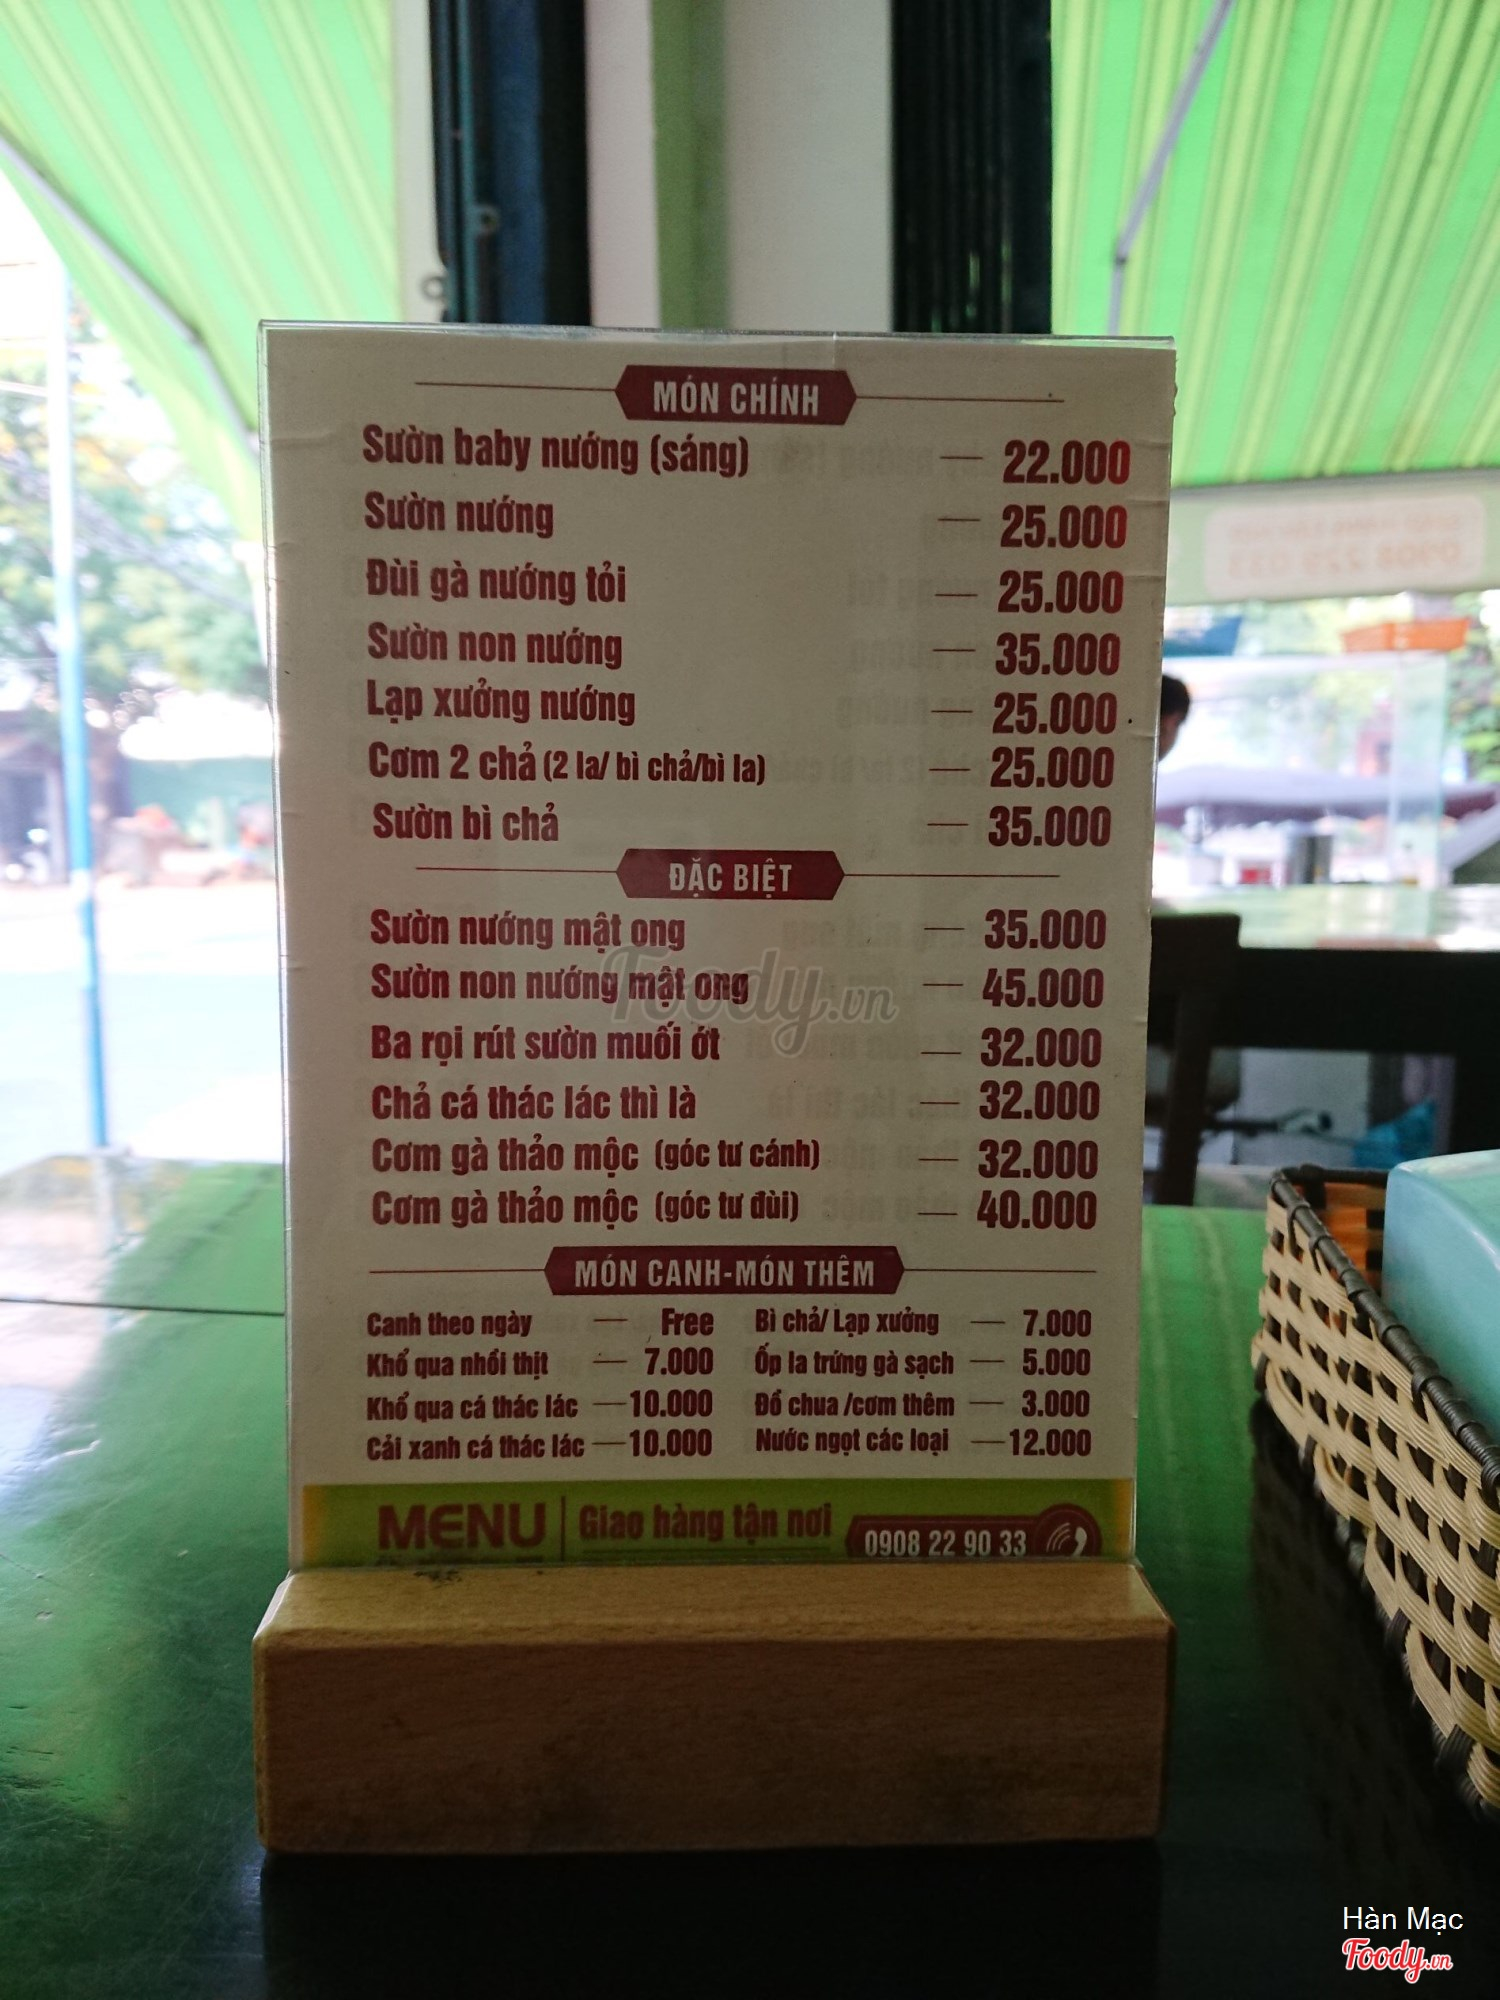 MÓN CHÍNH
Sườn baby nướng (sáng) — 22.000
Sườn nướng — 25.000
Đùi gà nướng tỏi — 25.000
Sườn non nướng — 35.000
Lạp xưởng nướng — 25.000
Cơm 2 chả (2 la/ bì chả/bì la) — 25.000
Sườn bì chả — 35.000
ĐẶC BIỆT
Sườn nướng mật ong — 35.000
Sườn non nướng mật ong — 45.000
Foody.vn
Ba rọi rút sườn muối ớt — 32.000
Chả cá thác lác thì là — 32.000
Cơm gà thảo mộc (góc tư cánh) — 32.000
Cơm gà thảo mộc (góc tư đùi) — 40.000
MÓN CANH-MÓN THÊM
Canh theo ngày — Free
Khổ qua nhồi thịt — 7.000
Khổ qua cá thác lác — 10.000
Cải xanh cá thác lác — 10.000
Bì chả/ Lạp xưởng — 7.000
Ốp la trứng gà sạch — 5.000
Đồ chua /cơm thêm — 3.000
Nước ngọt các loại — 12.000
MENU
Giao hàng tận nơi
0908 22 90 33
Hàn Mạc
Foody.vn